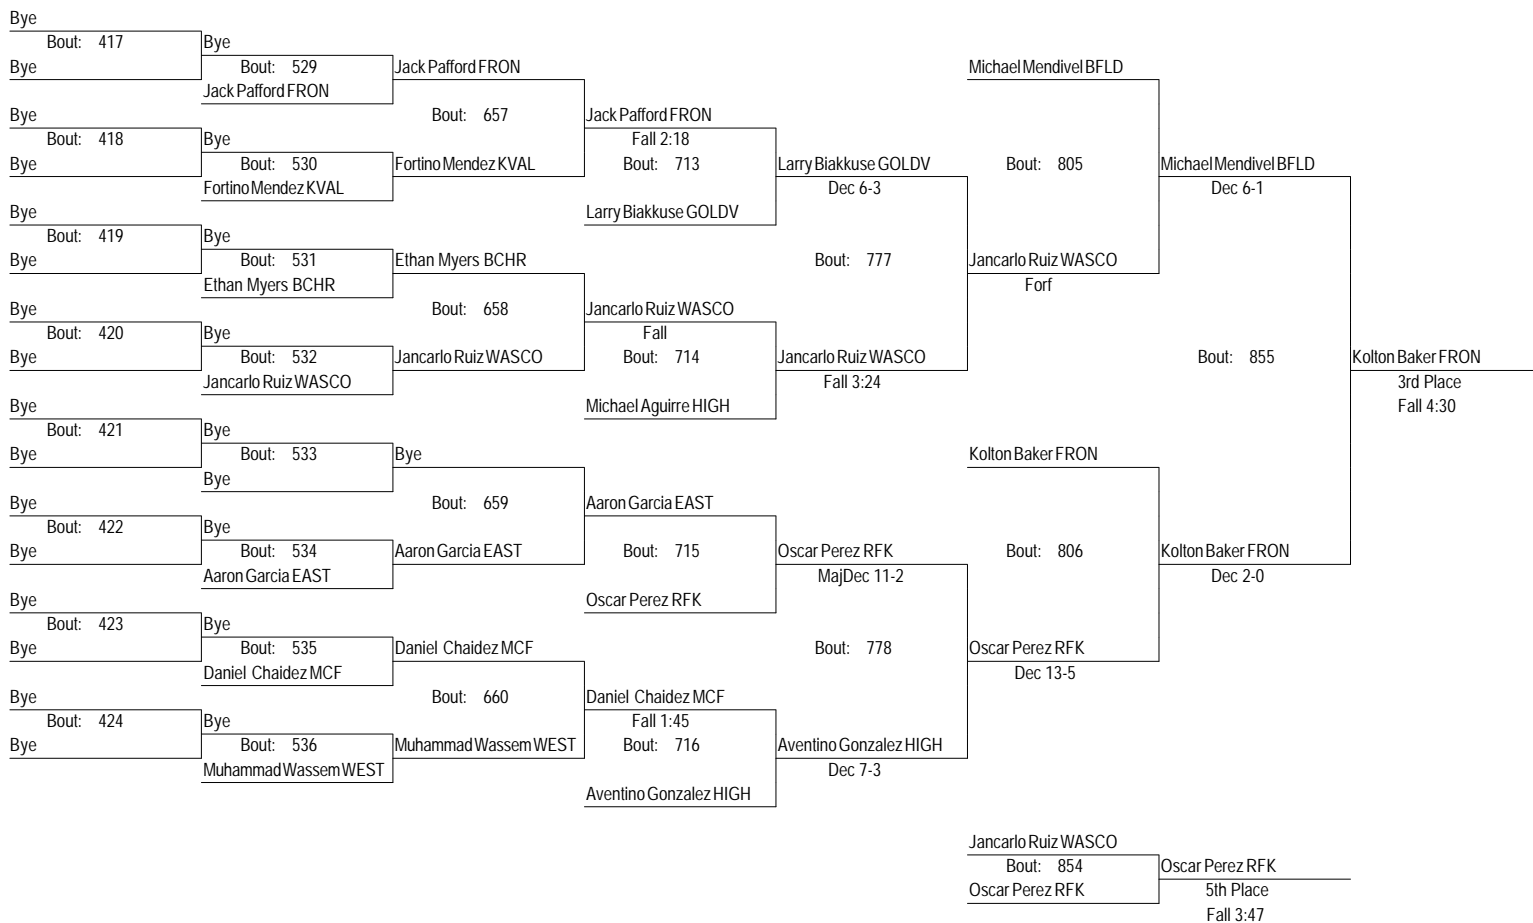 Bye
Bout: 417
Bye
Bye
Bout: 529
Jack Pafford FRON
Jack Pafford FRON
Bout: 657
Bye
Bout: 418
Bye
Bye
Bout: 530
Fortino Mendez KVAL
Fortino Mendez KVAL
Jack Pafford FRON
Fall 2:18
Bout: 713
Larry Biakkuse GOLDV
Larry Biakkuse GOLDV
Dec 6-3
Bout: 777
Bye
Bout: 419
Bye
Bye
Bout: 531
Ethan Myers BCHR
Ethan Myers BCHR
Bout: 658
Bye
Bout: 420
Bye
Bye
Bout: 532
Jancarlo Ruiz WASCO
Jancarlo Ruiz WASCO
Jancarlo Ruiz WASCO
Fall
Bout: 714
Michael Aguirre HIGH
Jancarlo Ruiz WASCO
Fall 3:24
Michael Mendivel BFLD
Bout: 805
Jancarlo Ruiz WASCO
Forf
Michael Mendivel BFLD
Dec 6-1
Bout: 855
Kolton Baker FRON
3rd Place
Fall 4:30
Bye
Bout: 421
Bye
Bye
Bout: 533
Bye
Bye
Bout: 659
Bye
Bout: 422
Bye
Bye
Bout: 534
Aaron Garcia EAST
Aaron Garcia EAST
Aaron Garcia EAST
Bout: 715
Oscar Perez RFK
Oscar Perez RFK
MajDec 11-2
Bout: 778
Bye
Bout: 423
Bye
Bye
Bout: 535
Daniel Chaidez MCF
Daniel Chaidez MCF
Bout: 660
Bye
Bout: 424
Bye
Bye
Bout: 536
Muhammad Wassem WEST
Muhammad Wassem WEST
Daniel Chaidez MCF
Fall 1:45
Bout: 716
Aventino Gonzalez HIGH
Aventino Gonzalez HIGH
Dec 7-3
Kolton Baker FRON
Bout: 806
Oscar Perez RFK
Dec 13-5
Kolton Baker FRON
Dec 2-0
Jancarlo Ruiz WASCO
Bout: 854
Oscar Perez RFK
Oscar Perez RFK
5th Place
Fall 3:47